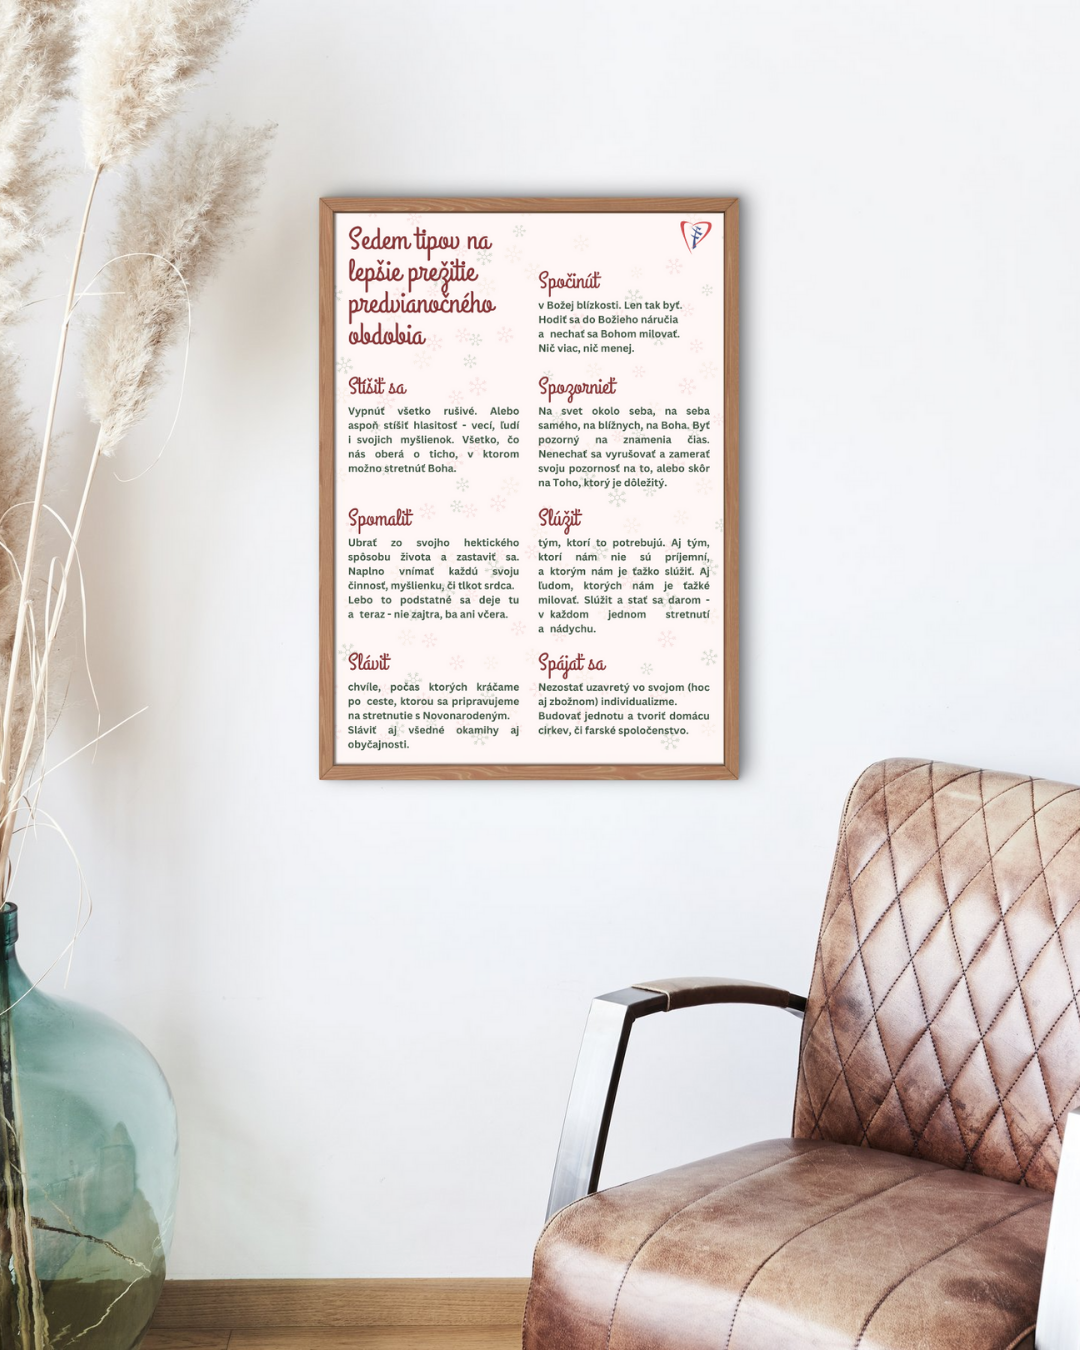 Sedem tipov na
lepšie prežitie
predvianočného
obdobia
Stíšiť sa
Vypnúť všetko rušivé. Alebo
aspoň stíšiť hlasitosť - vecí, ľudí
i svojich myšlienok. Všetko, čo
nás oberá o ticho, v ktorom
možno stretnúť Boha.
Spomaliť
Ubrať zo svojho hektického
spôsobu života a zastaviť sa.
Naplno vnímať každú svoju
činnosť, myšlienku, či tlkot srdca.
Lebo to podstatné sa deje tu
a teraz - nie zajtra, ba ani včera.
Sláviť
chvíle, počas ktorých kráčame
po ceste, ktorou sa pripravujeme
na stretnutie s Novonarodeným.
Sláviť aj všedné okamihy aj
obyčajnosti.
Spočinúť
v Božej blízkosti. Len tak byť.
Hodiť sa do Božieho náručia
a nechať sa Bohom milovať.
Nič viac, nič menej.
Spozornieť
Na svet okolo seba, na seba
samého, na blížnych, na Boha. Byť
pozorný na znamenia čias.
Nenechať sa vyrušovať a zamerať
svoju pozornosť na to, alebo skôr
na Toho, ktorý je dôležitý.
Slúžiť
tým, ktorí to potrebujú. Aj tým,
ktorí nám nie sú príjemní,
a ktorým nám je ťažko slúžiť. Aj
ľudom, ktorých nám je ťažké
milovať. Slúžiť a stať sa darom -
v každom jednom stretnutí
a nádychu.
Spájať sa
Nezostať uzavretý vo svojom (hoc
aj zbožnom) individualizme.
Budovať jednotu a tvoriť domácu
cirkev, či farské spoločenstvo.